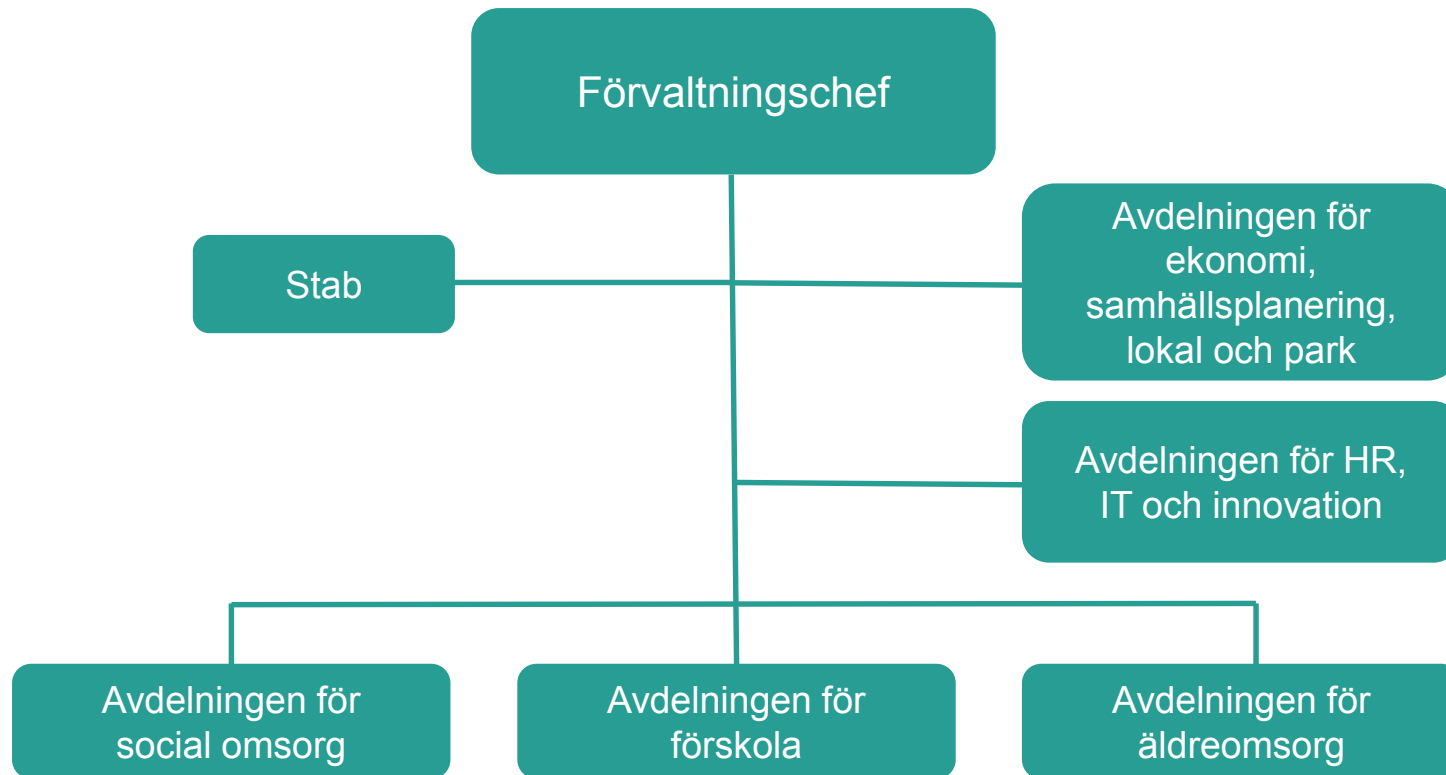 Förvaltningschef
Stab
Avdelningen för
ekonomi,
samhällsplanering,
lokal och park
Avdelningen för HR,
IT och innovation
Avdelningen för
social omsorg
Avdelningen för
förskola
Avdelningen för
äldreomsorg